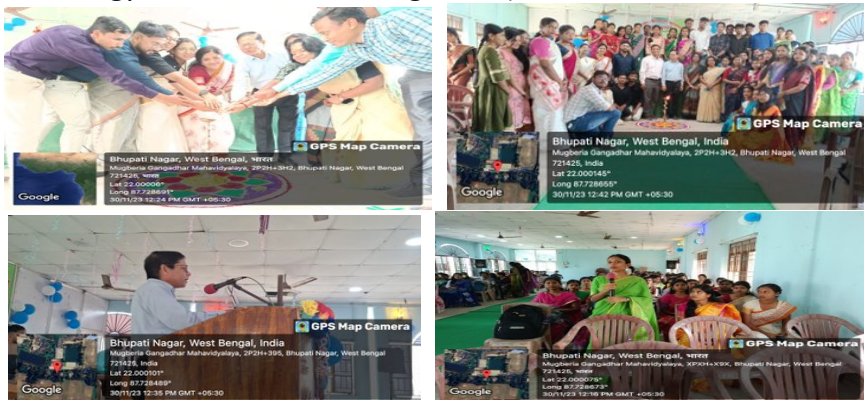 GPS Map Camera
Bhupati Nagar, West Bengal, भारत
Mugberia Gangadhar Mahavidyalaya, 2P2H+3H2, Bhupati Nagar, West Bengal
721425, भारत
Lat 22.00006°
Long 87.728691°
30/11/23 12:24 PM GMT +05:30
Google
GPS Map Camera
Bhupati Nagar, West Bengal, India
Mugberia Gangadhar Mahavidyalaya, 2P2H+3H2, Bhupati Nagar, West Bengal
721425, India
Lat 22.000145°
Long 87.728655°
30/11/23 12:42 PM GMT +05:30
Google
GPS Map Camera
Bhupati Nagar, West Bengal, India
Mugberia Gangadhar Mahavidyalaya, 2P2H+395, Bhupati Nagar, West Bengal
721425, India
Lat 22.000101°
Long 87.728489°
30/11/23 12:35 PM GMT +05:30
Google
GPS Map Camera
Bhupati Nagar, West Bengal, भारत
Mugberia Gangadhar Mahavidyalaya, XPXH+X9X, Bhupati Nagar, West Bengal
721425, भारत
Lat 22.000075°
Long 87.728673°
30/11/23 12:16 PM GMT +05:30
Google